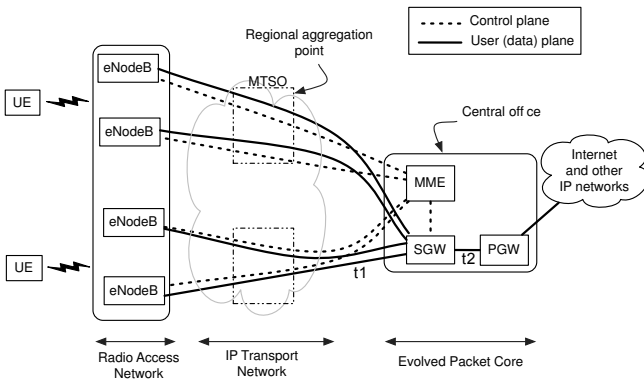 Control plane
User (data) plane
Regional aggregation
point
MTSO
eNodeB
UE
eNodeB
Central off ce
MME
Internet
and other
IP networks
eNodeB
SGW
t2
PGW
UE
t1
eNodeB
Radio Access
Network
IP Transport
Network
Evolved Packet Core